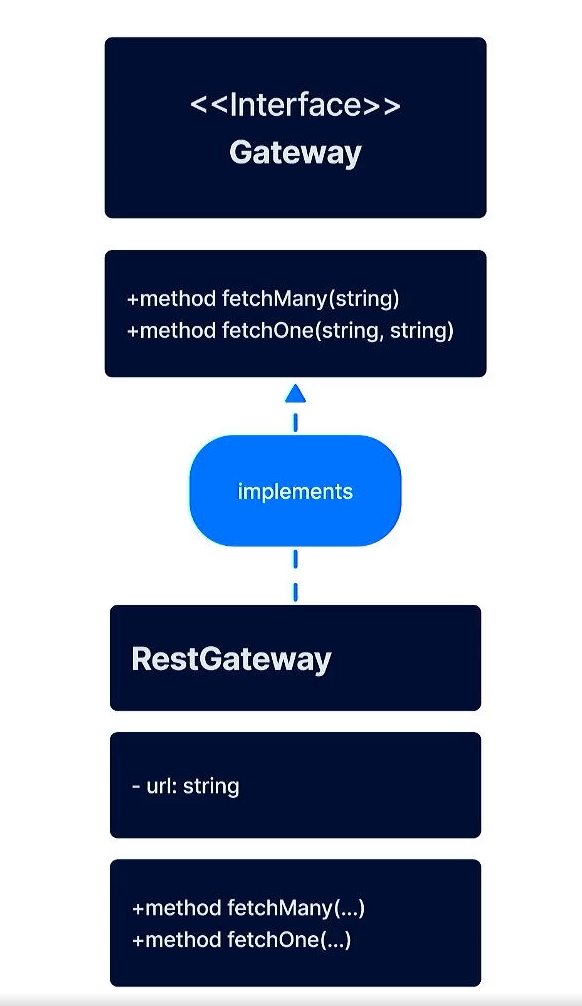 <<Interface>>
Gateway
+method fetchMany(string)
+method fetchOne(string, string)
implements
RestGateway
- url: string
+method fetchMany(...)
+method fetchOne(...)